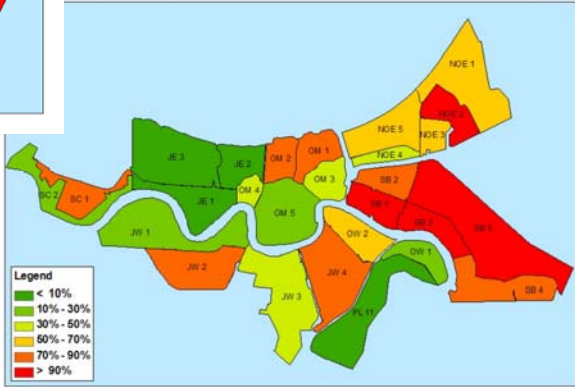 NOE 1
NOE 2
NOE 5
NOE 3
NOE 4
JE 3
JE 2
OM 2
OM 1
OM 3
OM 4
SB 2
SC 2
SC 1
JE 1
OM 5
SB 1
SB 3
SB 5
JW 1
OW 2
OW 1
JW 2
JW 4
JW 3
SB 4
PL 11
Legend
< 10%
10% - 30%
30% - 50%
50% - 70%
70% - 90%
> 90%